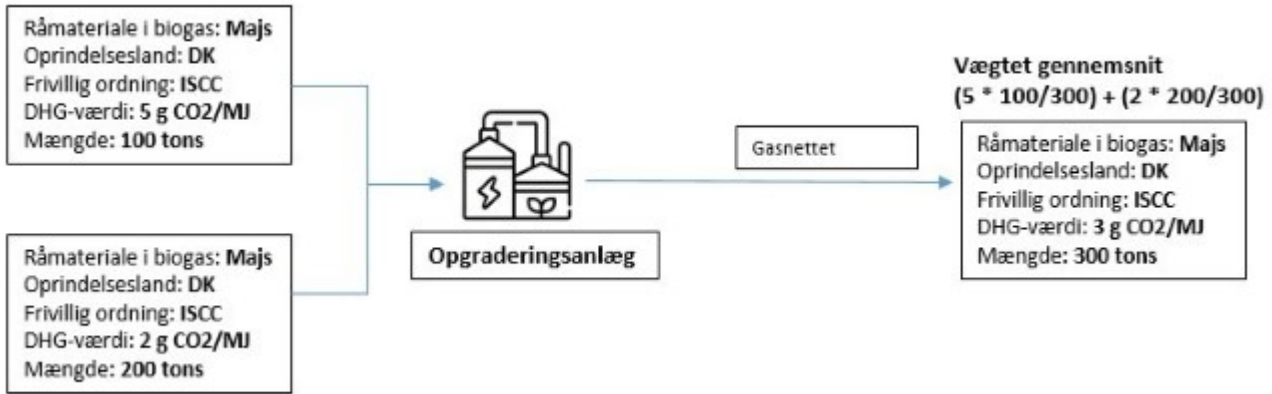 Råmateriale i biogas: Majs
Oprindelsesland: DK
Frivillig ordning: ISCC
DHG-værdi: 5 g CO2/MJ
Mængde: 100 tons
Råmateriale i biogas: Majs
Oprindelsesland: DK
Frivillig ordning: ISCC
DHG-værdi: 2 g CO2/MJ
Mængde: 200 tons
Opgraderingsanlæg
Gasnettet
Vægtet gennemsnit
(5 * 100/300) + (2 * 200/300)
Råmateriale i biogas: Majs
Oprindelsesland: DK
Frivillig ordning: ISCC
DHG-værdi: 3 g CO2/MJ
Mængde: 300 tons